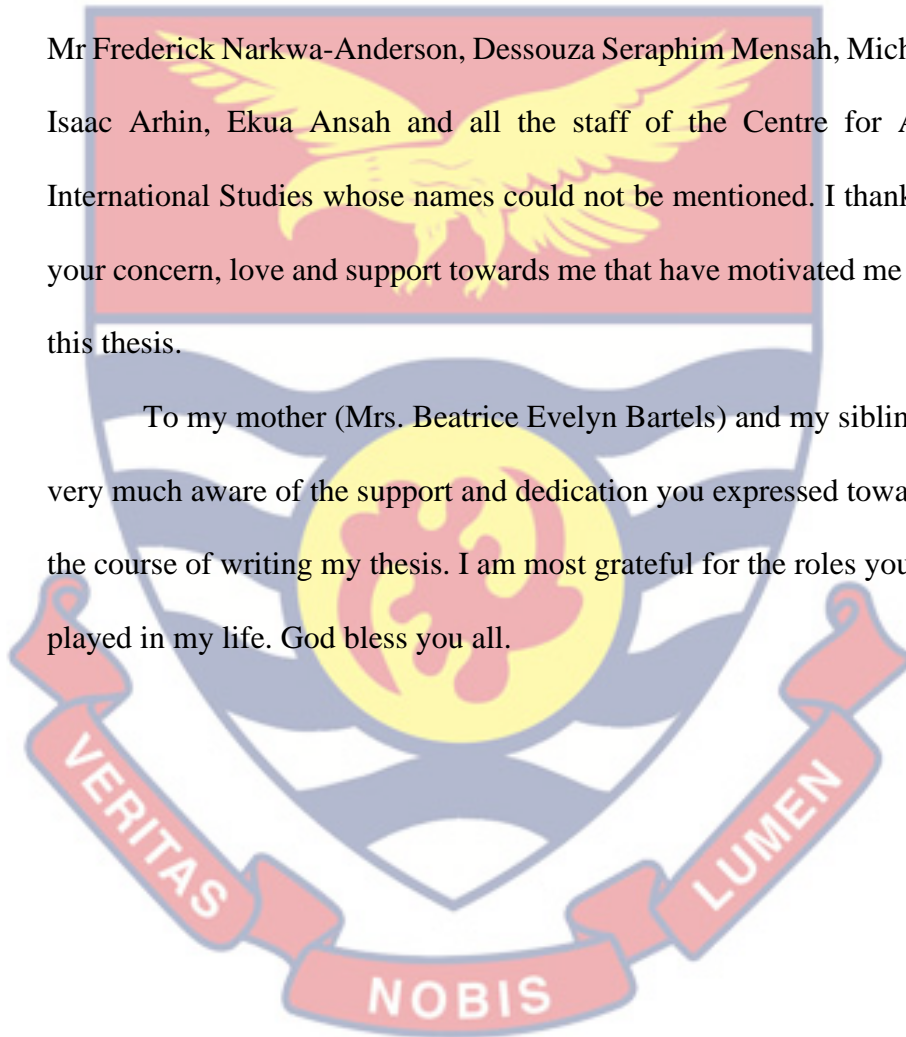 Mr Frederick Narkwa-Anderson, Dessouza Seraphim Mensah,
Isaac Arhin, Ekua Ansah and all the staff of the Centre for
International Studies whose names could not be mentioned. I thank
your concern, love and support towards me that have motivated me
this thesis.
To my mother (Mrs. Beatrice Evelyn Bartels) and my
very much aware of the support and dedication you expressed
the course of writing my thesis. I am most grateful for the roles you
played in my life. God bless you all.
VERITAS
NOBIS
LUMEN